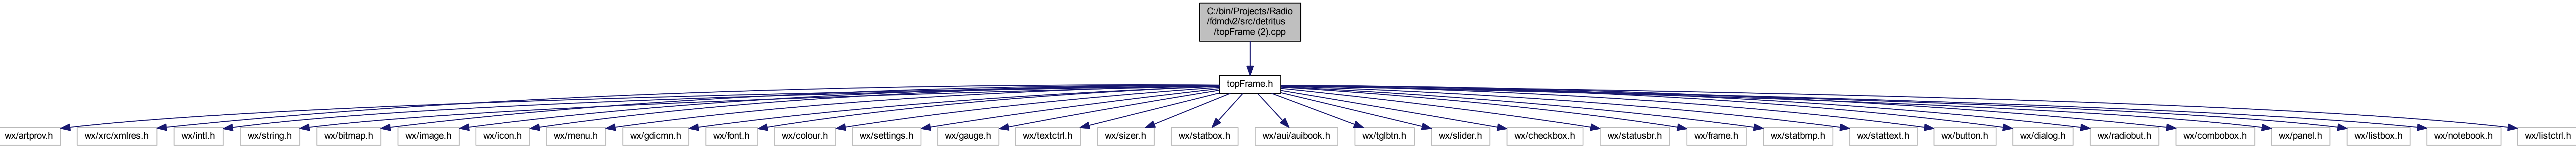 C:/bin/Projects/Radio
/fdmdv2/src/detritus
/topFrame (2).cpp
topFrame.h
wx/artprov.h
wx/xrc/xmlres.h
wx/intl.h
wx/string.h
wx/bitmap.h
wx/image.h
wx/icon.h
wx/menu.h
wx/gdicmn.h
wx/font.h
wx/colour.h
wx/settings.h
wx/gauge.h
wx/textctrl.h
wx/sizer.h
wx/statbox.h
wx/aui/auibook.h
wx/tglbtn.h
wx/slider.h
wx/checkbox.h
wx/statusbr.h
wx/frame.h
wx/statbmp.h
wx/stattext.h
wx/button.h
wx/dialog.h
wx/radiobut.h
wx/combobox.h
wx/panel.h
wx/listbox.h
wx/notebook.h
wx/listctrl.h